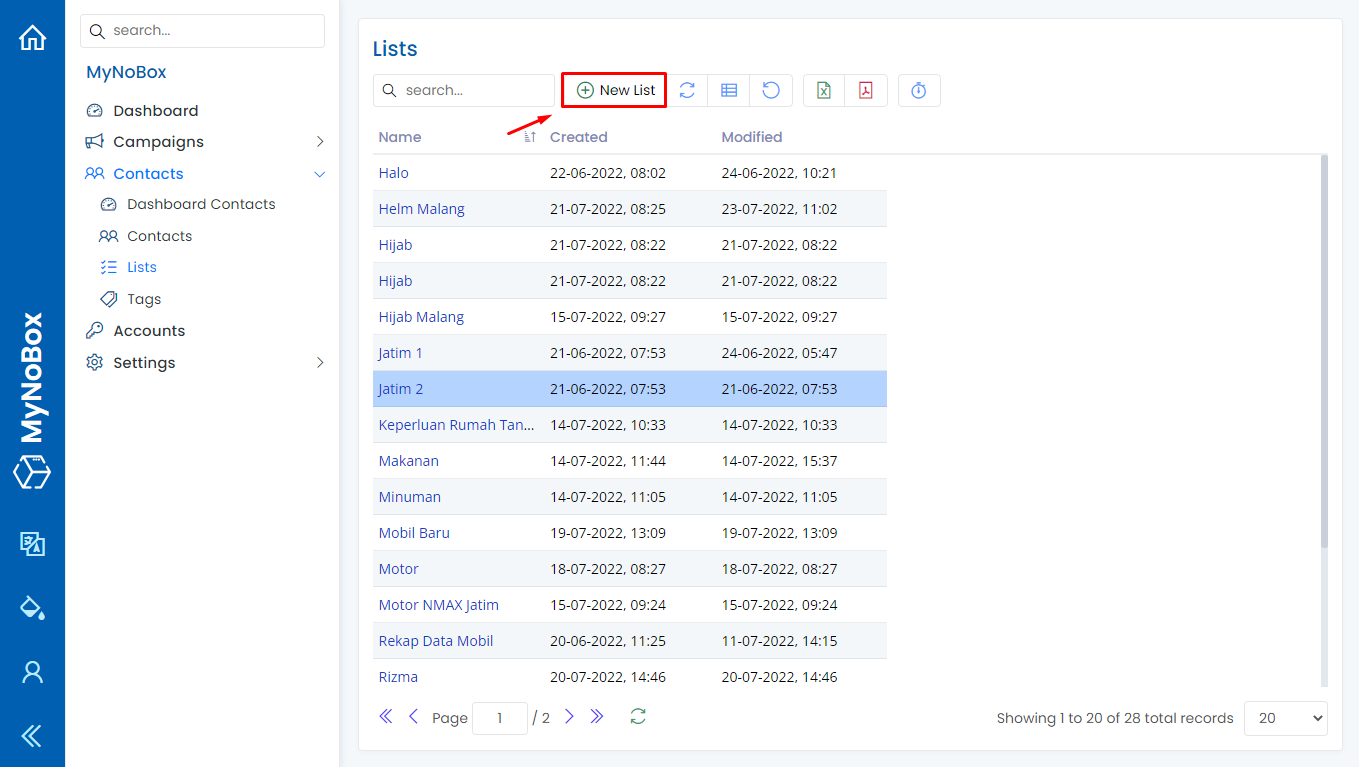 search...
MyNoBox
Dashboard
Campaigns
Contacts
Dashboard Contacts
Contacts
Lists
Tags
Accounts
Settings
MyNoBox
Lists
search...
New List
Name Created Modified
Halo 22-06-2022, 08:02 24-06-2022, 10:21
Helm Malang 21-07-2022, 08:25 23-07-2022, 11:02
Hijab 21-07-2022, 08:22 21-07-2022, 08:22
Hijab 21-07-2022, 08:22 21-07-2022, 08:22
Hijab Malang 15-07-2022, 09:27 15-07-2022, 09:27
Jatim 1 21-06-2022, 07:53 24-06-2022, 05:47
Jatim 2 21-06-2022, 07:53 21-06-2022, 07:53
Keperluan Rumah Tan... 14-07-2022, 10:33 14-07-2022, 10:33
Makanan 14-07-2022, 11:44 14-07-2022, 15:37
Minuman 14-07-2022, 11:05 14-07-2022, 11:05
Mobil Baru 19-07-2022, 13:09 19-07-2022, 13:09
Motor 18-07-2022, 08:27 18-07-2022, 08:27
Motor NMAX Jatim 15-07-2022, 09:24 15-07-2022, 09:24
Rekap Data Mobil 20-06-2022, 11:25 11-07-2022, 14:15
Rizma 20-07-2022, 14:46 20-07-2022, 14:46
Page 1 / 2 Showing 1 to 20 of 28 total records 20